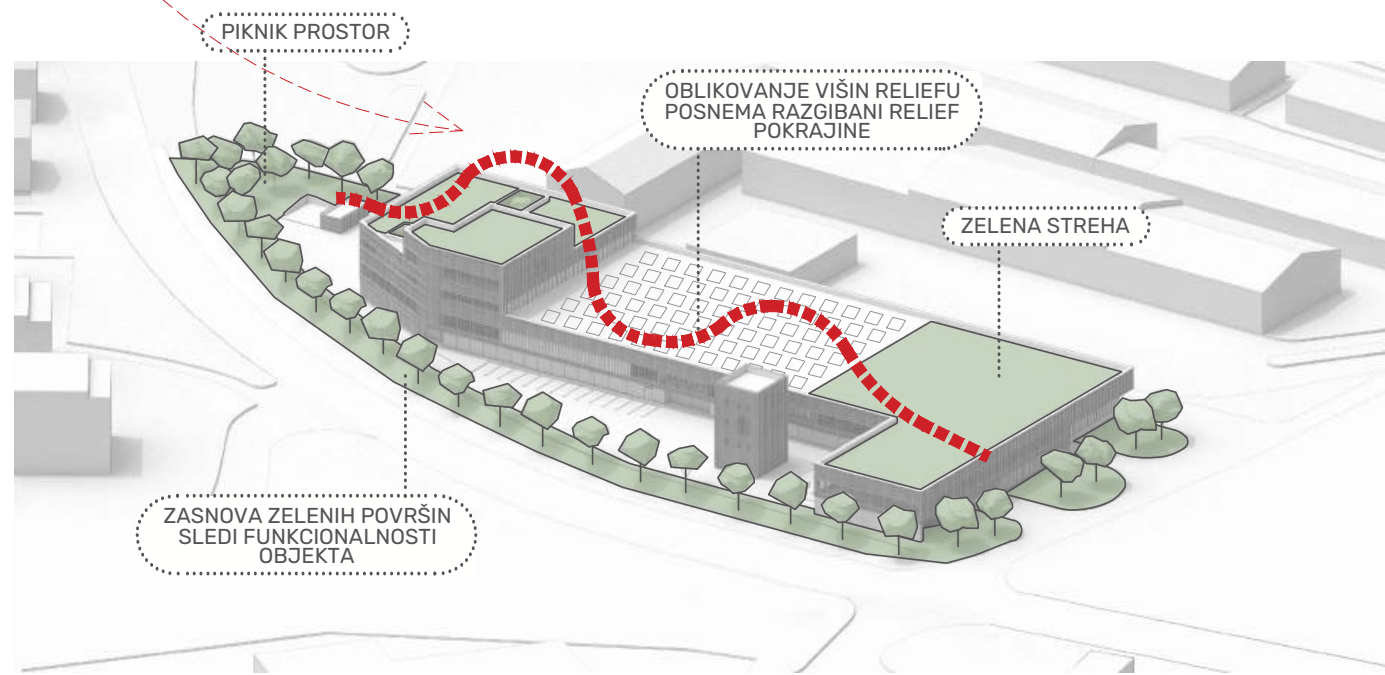 PIKNIK PROSTOR
OBLIKOVANJE VIŠIN RELIEFU
POSNEMA RAZGIBANI RELIEF
POKRAJINE
ZELENA STREHA
ZASNOVA ZELENIH POVRŠIN
SLEDI FUNKCIONALNOSTI
OBJEKTA